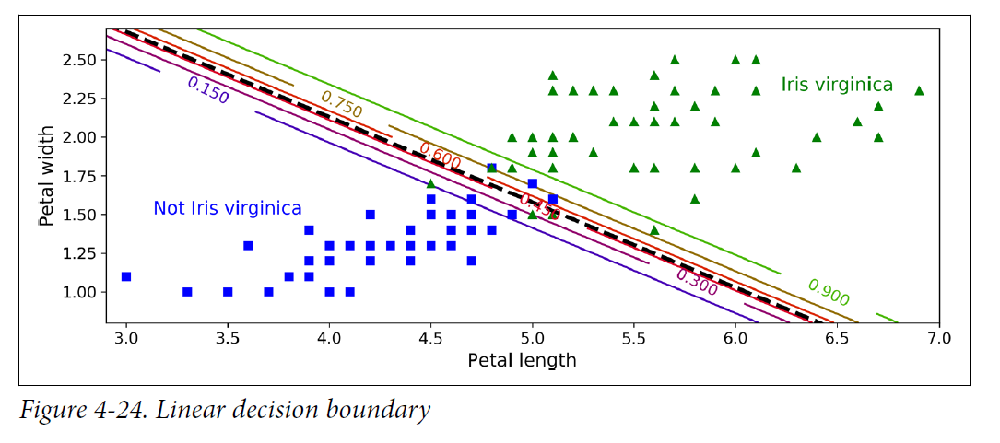 2.50
2.25
2.00
1.75
1.50
1.25
1.00
Petal width
0.150
0.750
0.600
0.450
0.300
0.900
Iris virginica
Not Iris virginica
3.0 3.5 4.0 4.5 5.0 5.5 6.0 6.5 7.0
Petal length
Figure 4-24. Linear decision boundary